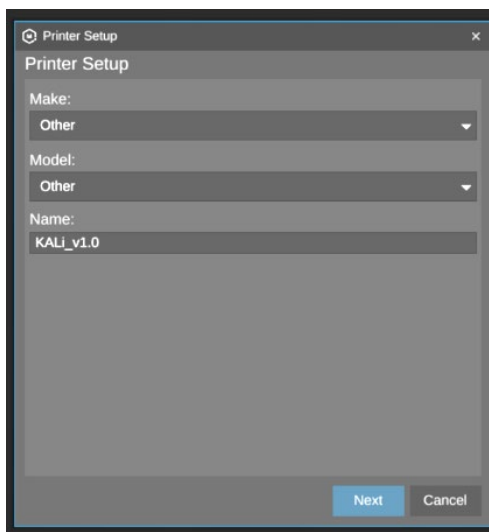 Printer Setup
Printer Setup
Make:
Other
Model:
Other
Name:
KALi_v1.0
Next Cancel